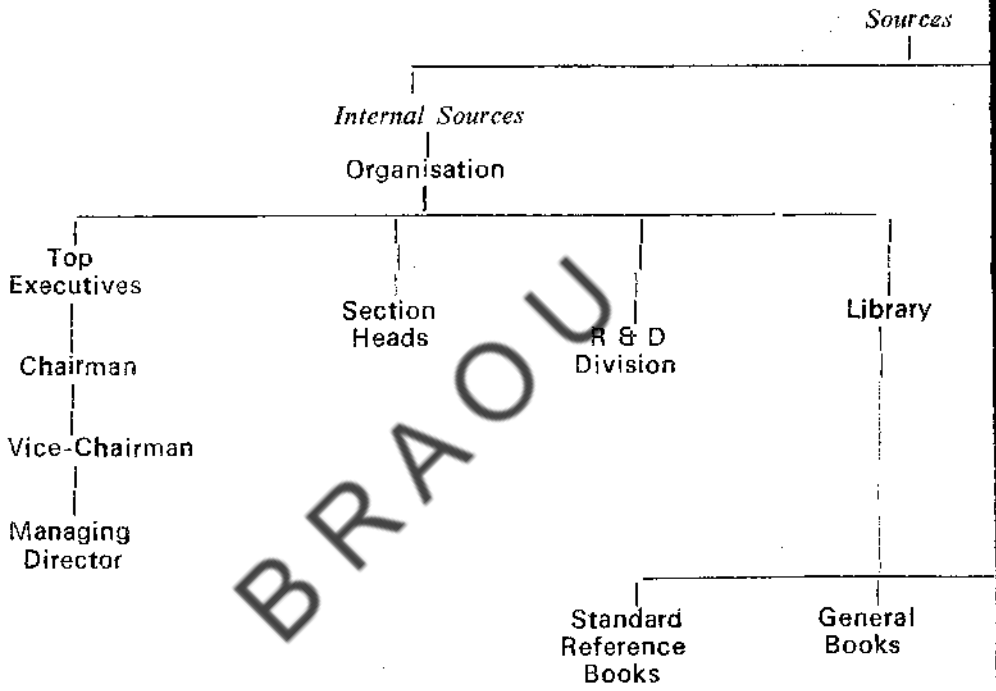 Sources
Internal Sources
Organisation
Top
Executives
Section
Heads
R & D
Division
Library
Chairman
Vice-Chairman
Managing
Director
Standard
Reference
Books
General
Books
BRAOU